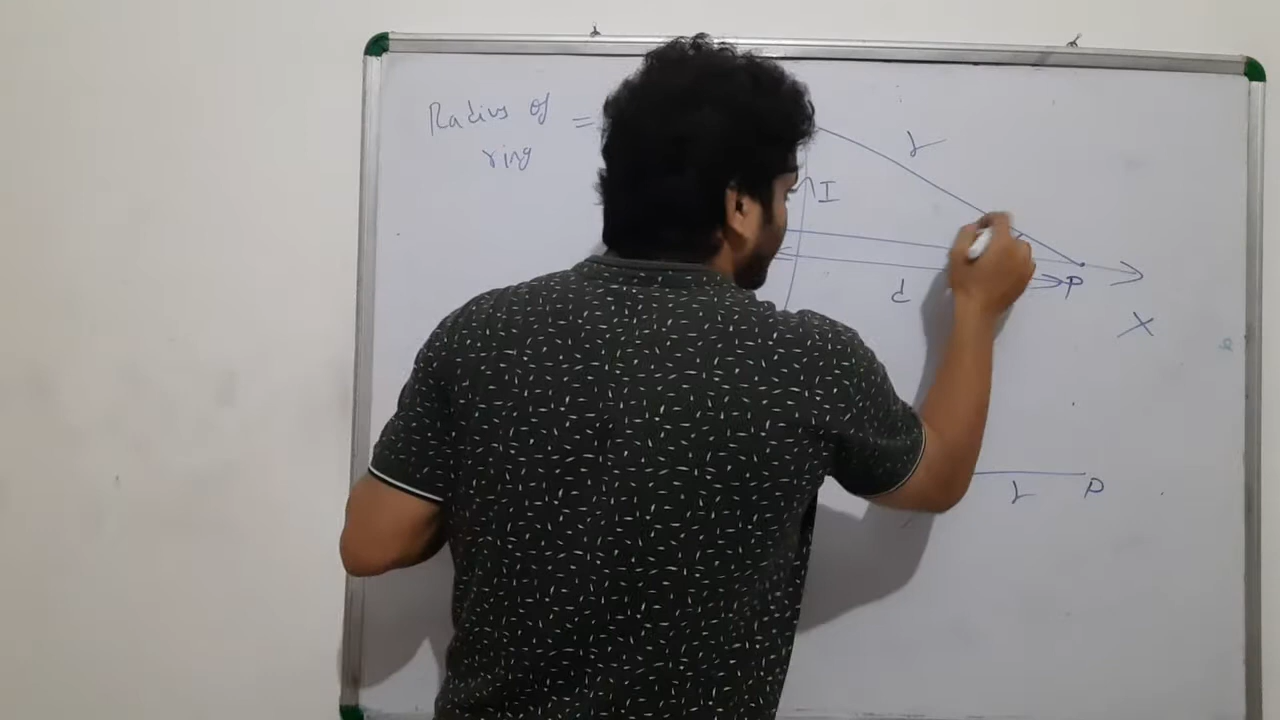 Radius of
ring =
r
I
d
P
X
r P